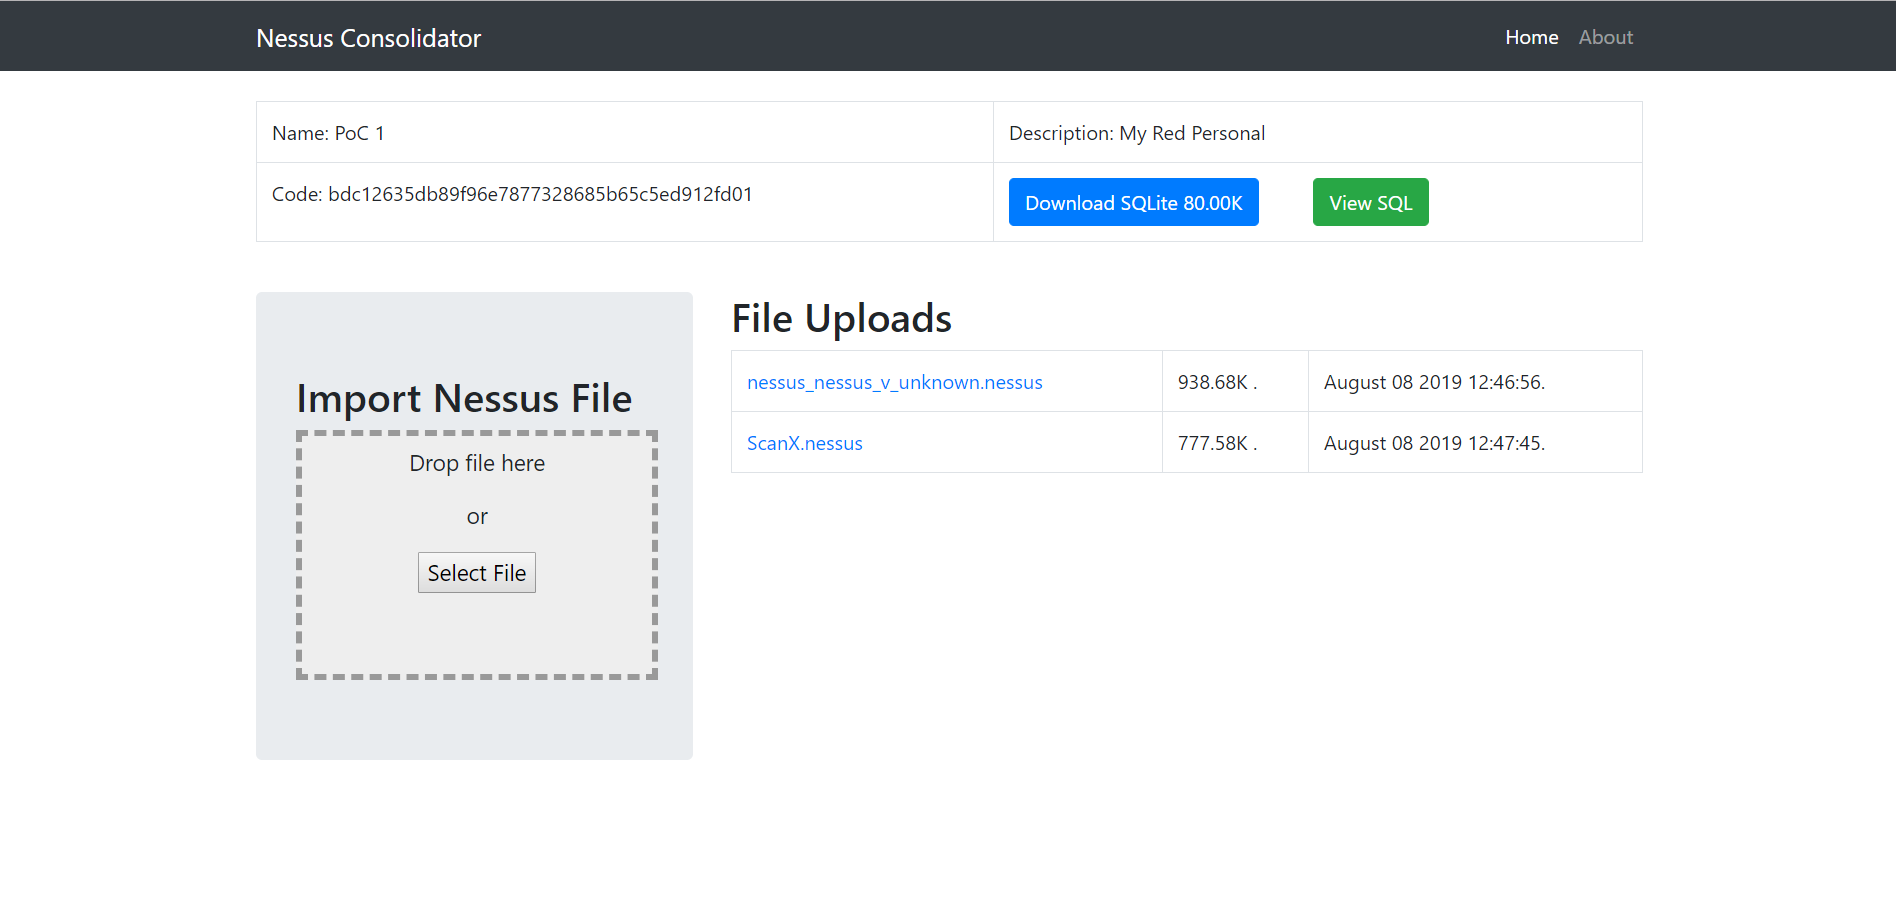 Nessus Consolidator
Home About
Name: PoC 1
Description: My Red Personal
Code: bdc12635db89f96e7877328685b65c5ed912fd01
Download SQLite 80.00K
View SQL
Import Nessus File
Drop file here
or
Select File
File Uploads
nessus_nessus_v_unknown.nessus 938.68K . August 08 2019 12:46:56.
ScanX.nessus 777.58K . August 08 2019 12:47:45.